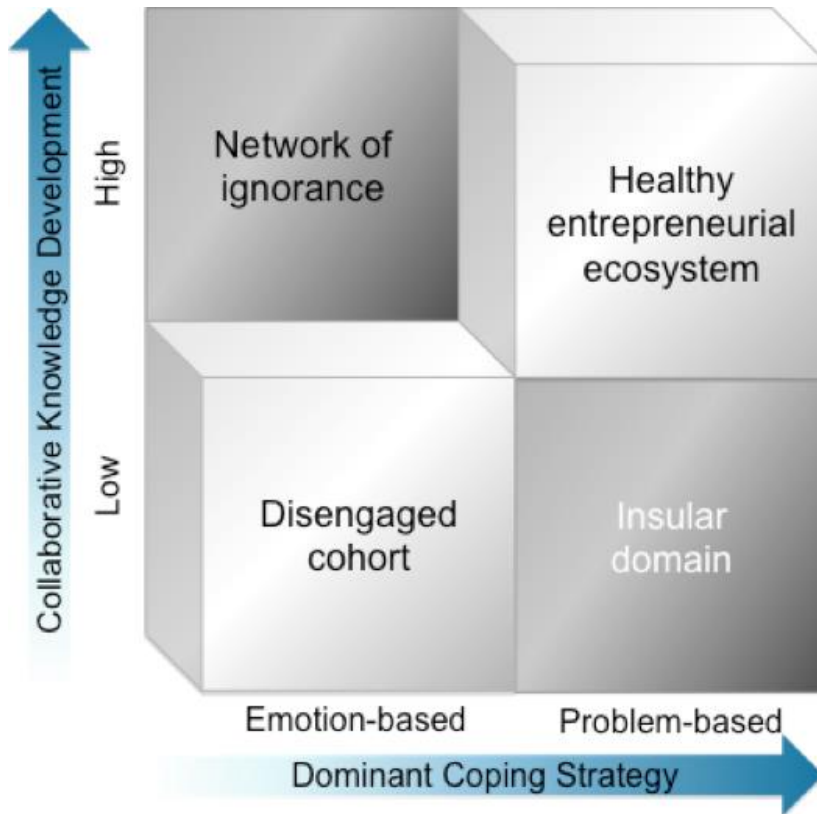 Collaborative Knowledge Development
High
Low
Network of
ignorance
Healthy
entrepreneurial
ecosystem
Disengaged
cohort
Insular
domain
Emotion-based
Problem-based
Dominant Coping Strategy